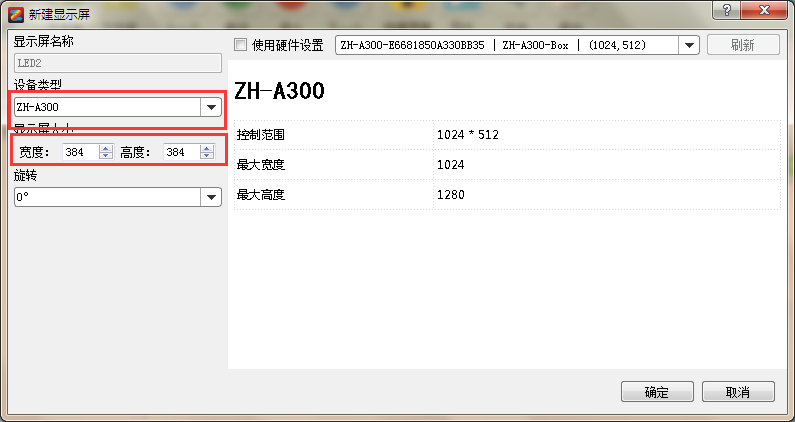 新建显示屏
?
显示屏名称
LED2
设备类型
ZH-A300
显示屏大小
宽度: 384 高度: 384
旋转
0°
使用硬件设置 ZH-A300-E6681850A330BB35 | ZH-A300-Box | (1024,512) 刷新
ZH-A300
控制范围 1024 * 512
最大宽度 1024
最大高度 1280
确定 取消